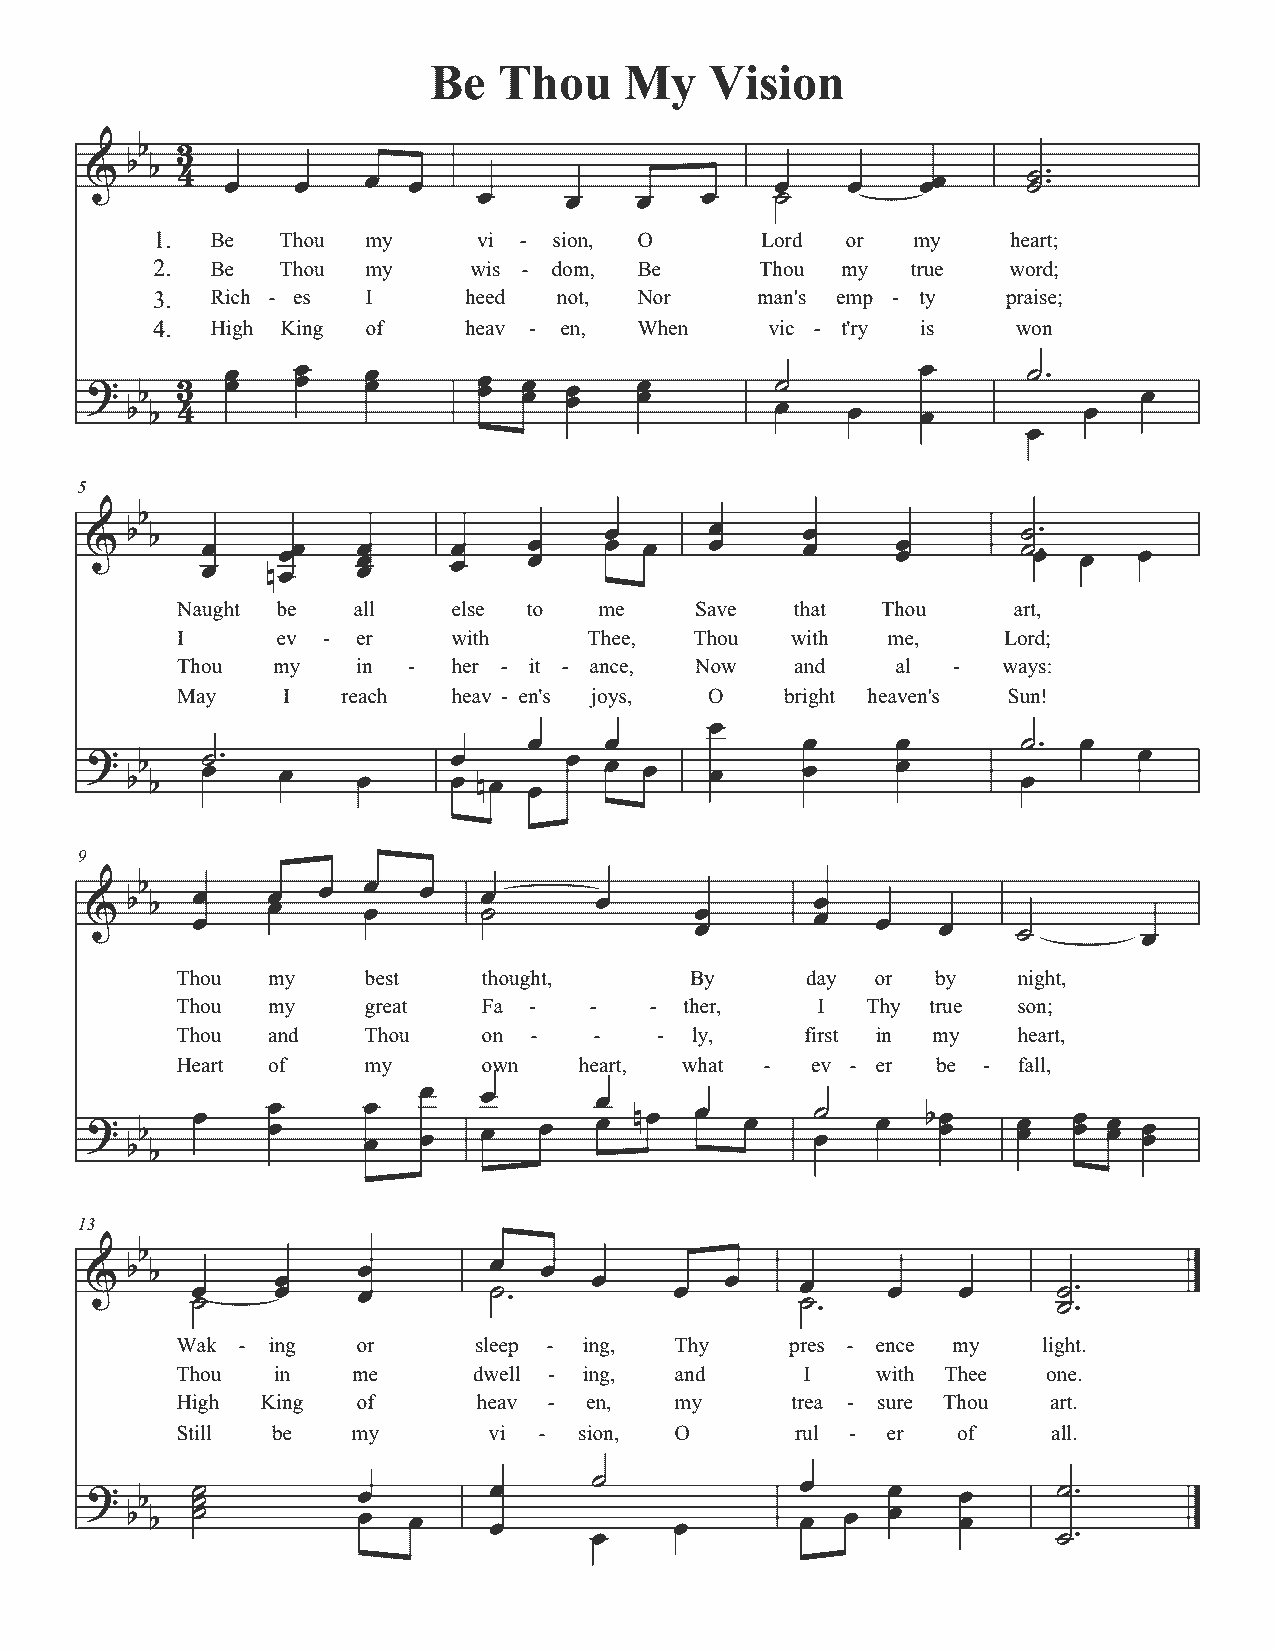 Be Thou My Vision
3
4
1. Be Thou my vi - sion, O Lord or my heart;
2. Be Thou my wis - dom, Be Thou my true word;
3. Rich - es I heed not, Nor man's emp - ty praise;
4. High King of heav - en, When vic - t'ry is won
3
4
5
Naught be all else to me Save that Thou art,
I ev - er with Thee, Thou with me, Lord;
Thou my in - her - it - ance, Now and al - ways:
May I reach heav - en's joys, O bright heaven's Sun!
9
Thou my best thought, By day or by night,
Thou my great Fa - - - ther, I Thy true son;
Thou and Thou on - - - ly, first in my heart,
Heart of my own heart, what - ev - er be - fall,
13
Wak - ing or sleep - ing, Thy pres - ence my light.
Thou in me dwell - ing, and I with Thee one.
High King of heav - en, my trea - sure Thou art.
Still be my vi - sion, O rul - er of all.